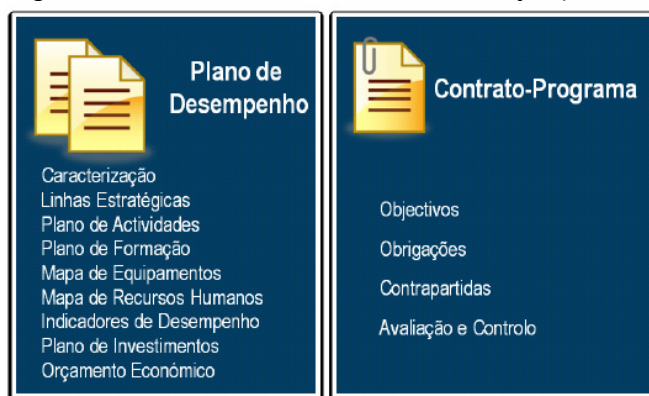 Plano de
Desempenho
Caracterização
Linhas Estratégicas
Plano de Actividades
Plano de Formação
Mapa de Equipamentos
Mapa de Recursos Humanos
Indicadores de Desempenho
Plano de Investimentos
Orçamento Económico
Contrato-Programa
Objectivos
Obrigações
Contrapartidas
Avaliação e Controlo